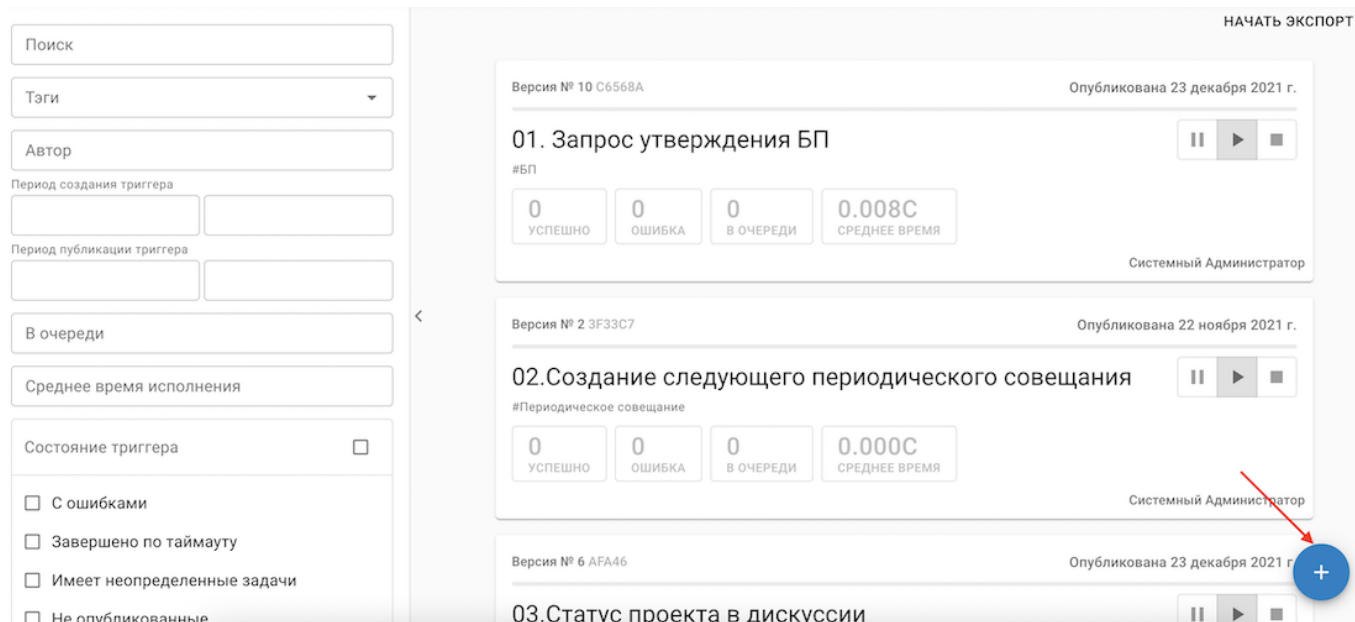 НАЧАТЬ ЭКСПОРТ
Поиск
Тэги
Автор
Период создания триггера
Период публикации триггера
В очереди
Среднее время исполнения
Состояние триггера
С ошибками
Завершено по таймауту
Имеет неопределенные задачи
Не опубликованные
Версия № 10 C6568A
Опубликована 23 декабря 2021 г.
01. Запрос утверждения БП
#БП
0 0 0 0.008С
УСПЕШНО ОШИБКА В ОЧЕРЕДИ СРЕДНЕЕ ВРЕМЯ
Системный Администратор
Версия № 2 3F33C7
Опубликована 22 ноября 2021 г.
02.Создание следующего периодического совещания
#Периодическое совещание
0 0 0 0.000С
УСПЕШНО ОШИБКА В ОЧЕРЕДИ СРЕДНЕЕ ВРЕМЯ
Системный Администратор
Версия № 6 AFA46
Опубликована 23 декабря 2021 г
03.Статус проекта в дискуссии